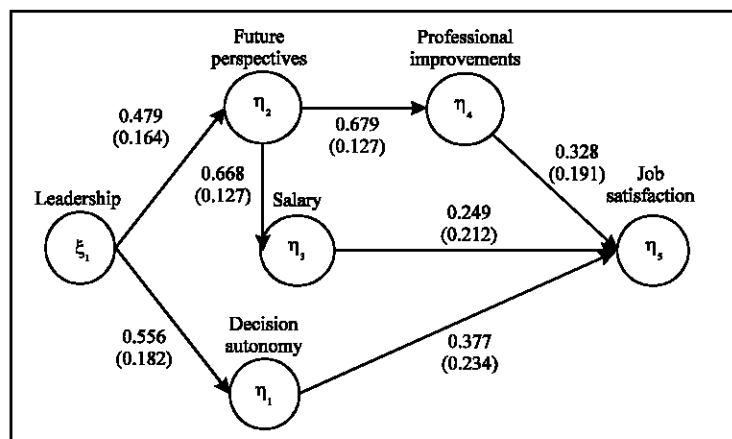 Future
perspectives
η₂
Professional
improvements
η₄
0.479
(0.164)
0.679
(0.127)
0.668
(0.127)
0.328
(0.191)
Leadership
ξ₁
Salary
η₃
0.249
(0.212)
Job
satisfaction
η₅
0.556
(0.182)
Decision
autonomy
η₁
0.377
(0.234)